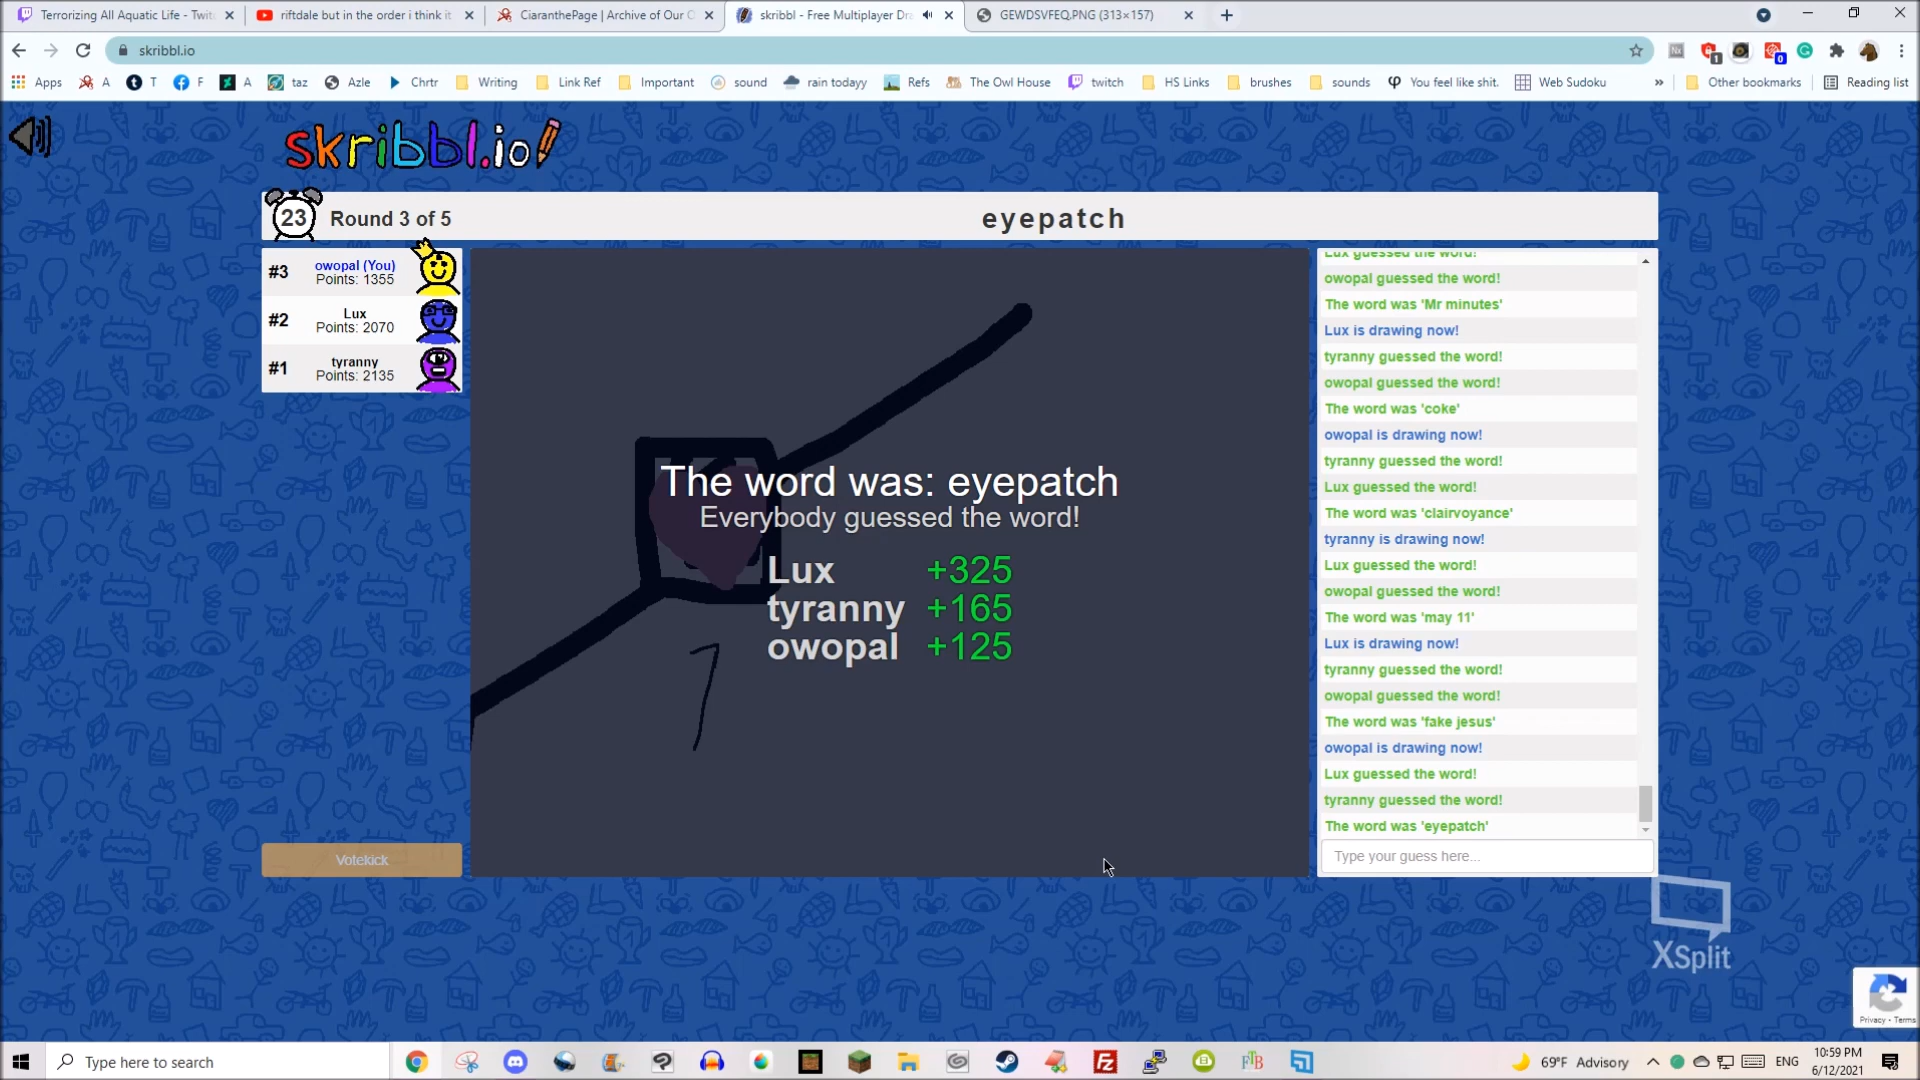 Terrorizing All Aquatic Life - Twit
riftdale but in the order i think it
CiaranthePage | Archive of Our O
skribbl - Free Multiplayer Dra
GEWDSVFEQ.PNG (313×157)
skribbl.io
Apps
A
T
F
A
taz
Azle
Chrtr
Writing
Link Ref
Important
sound
rain todayy
Refs
The Owl House
twitch
HS Links
brushes
sounds
You feel like shit.
Web Sudoku
»
Other bookmarks
Reading list
skribbl.io
23
Round 3 of 5
eyepatch
#3
owopal (You)
Points: 1355
#2
Lux
Points: 2070
#1
tyranny
Points: 2135
Votekick
The word was: eyepatch
Everybody guessed the word!
Lux +325
tyranny +165
owopal +125
Lux guessed the word!
owopal guessed the word!
The word was 'Mr minutes'
Lux is drawing now!
tyranny guessed the word!
owopal guessed the word!
The word was 'coke'
owopal is drawing now!
tyranny guessed the word!
Lux guessed the word!
The word was 'clairvoyance'
tyranny is drawing now!
Lux guessed the word!
owopal guessed the word!
The word was 'may 11'
Lux is drawing now!
tyranny guessed the word!
owopal guessed the word!
The word was 'fake jesus'
owopal is drawing now!
Lux guessed the word!
tyranny guessed the word!
The word was 'eyepatch'
Type your guess here...
XSplit
Privacy - Terms
Type here to search
69°F Advisory
ENG
10:59 PM
6/12/2021